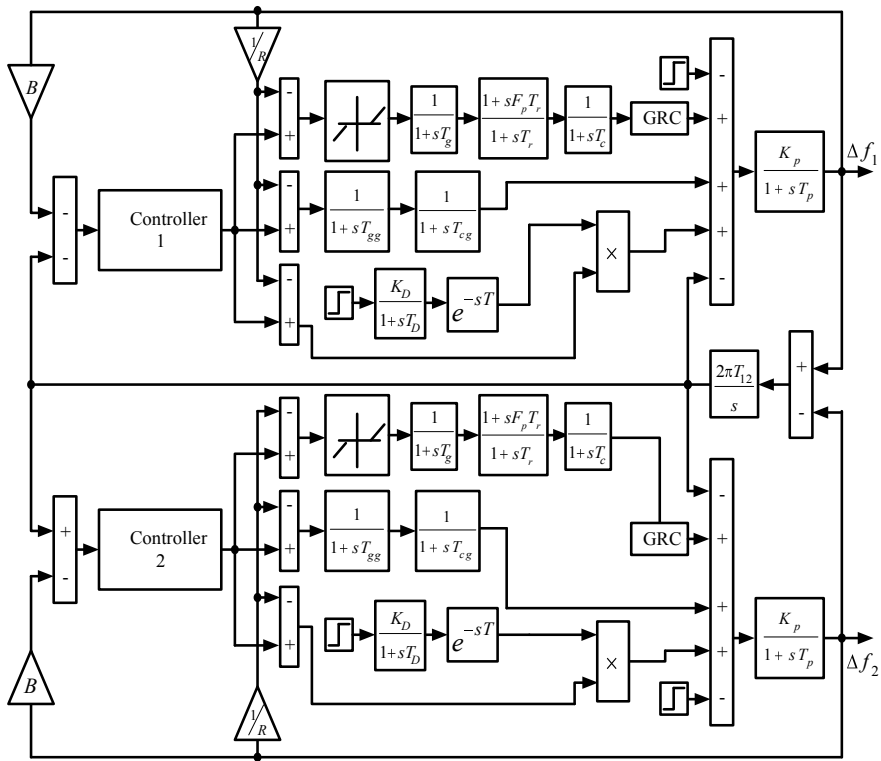 1/R
B
-
+
1
1+sT_g
1+sF_pT_r
1+sT_r
1
1+sT_c
GRC
-
+
+
+
-
K_p
1+sT_p
Δf_1
-
-
Controller
1
-
+
1
1+sT_gg
1
1+sT_cg
×
-
+
K_D
1+sT_D
e^-sT
2πT_12
s
+
-
-
+
1
1+sT_g
1+sF_pT_r
1+sT_r
1
1+sT_c
GRC
-
+
+
+
-
K_p
1+sT_p
Δf_2
+
-
Controller
2
-
+
1
1+sT_gg
1
1+sT_cg
-
+
K_D
1+sT_D
e^-sT
×
B
1/R